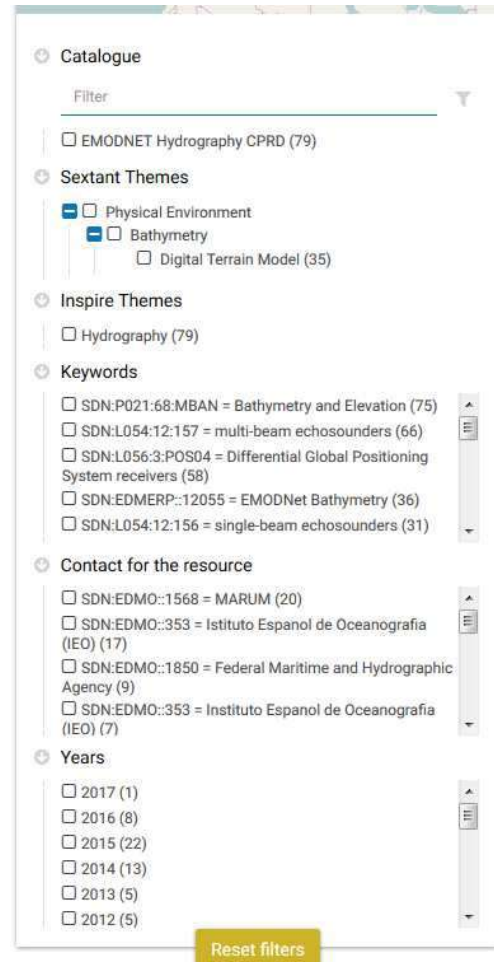 Catalogue
Filter
EMODNET Hydrography CPRD (79)
Sextant Themes
Physical Environment
Bathymetry
Digital Terrain Model (35)
Inspire Themes
Hydrography (79)
Keywords
SDN:P021:68:MBAN = Bathymetry and Elevation (75)
SDN:L054:12:157 = multi-beam echosounders (66)
SDN:L056:3:POS04 = Differential Global Positioning
System receivers (58)
SDN:EDMERP::12055 = EMODNet Bathymetry (36)
SDN:L054:12:156 = single-beam echosounders (31)
Contact for the resource
SDN:EDMO::1568 = MARUM (20)
SDN:EDMO::353 = Istituto Espanol de Oceanografia
(IEO) (17)
SDN:EDMO::1850 = Federal Maritime and Hydrographic
Agency (9)
SDN:EDMO::353 = Instituto Espanol de Oceanografia
(IEO) (7)
Years
2017 (1)
2016 (8)
2015 (22)
2014 (13)
2013 (5)
2012 (5)
Reset filters